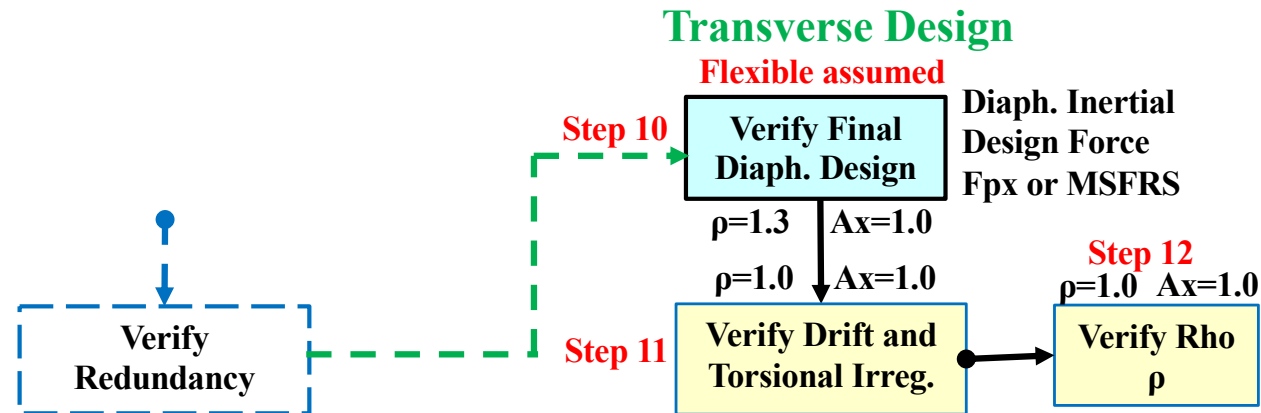 Transverse Design
Flexible assumed
Step 10
Verify Final
Diaph. Design
Diaph. Inertial
Design Force
Fpx or MSFRS
ρ=1.3 Ax=1.0
ρ=1.0 Ax=1.0
Step 12
ρ=1.0 Ax=1.0
Verify
Redundancy
Step 11
Verify Drift and
Torsional Irreg.
Verify Rho
ρ